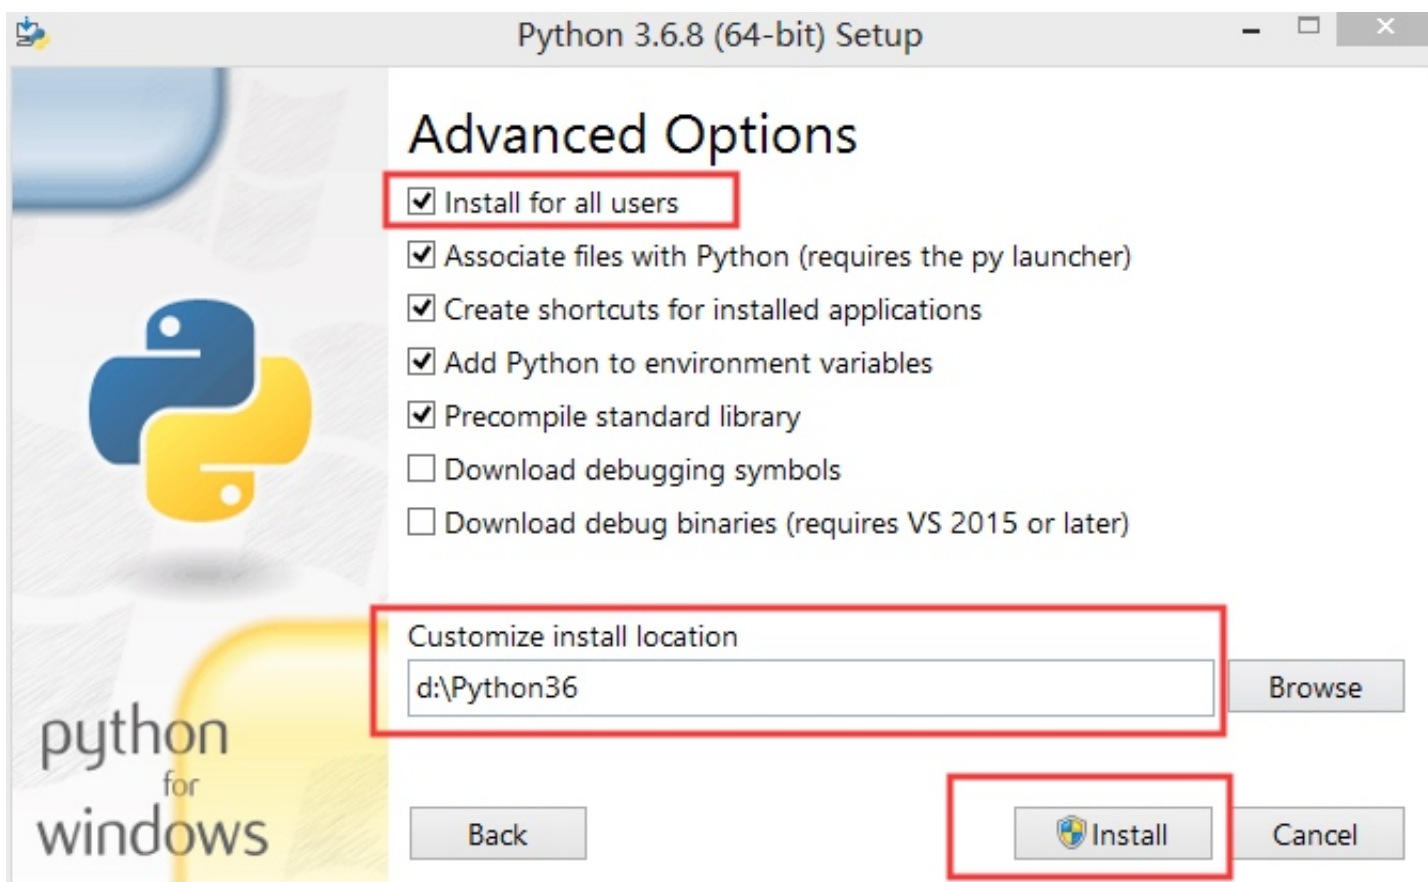 Python 3.6.8 (64-bit) Setup
Advanced Options
Install for all users
Associate files with Python (requires the py launcher)
Create shortcuts for installed applications
Add Python to environment variables
Precompile standard library
Download debugging symbols
Download debug binaries (requires VS 2015 or later)
Customize install location
d:\Python36
Browse
python
for
windows
Back
Install
Cancel